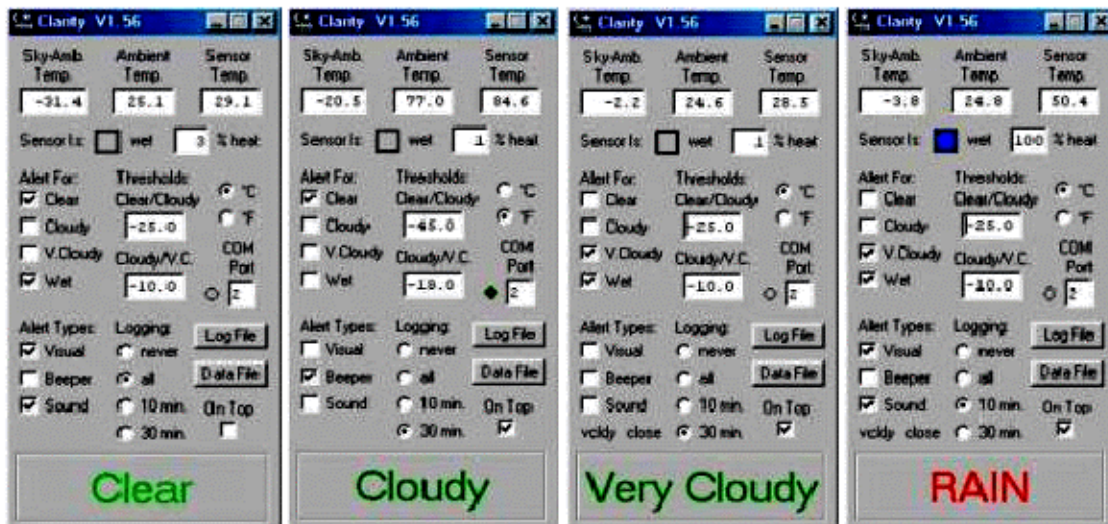 Clarity V1.56
Sky-Amb. Ambient Sensor
Temp. Temp. Temp.
-31.4 25.1 29.1
Sensor Is: wet 3 % heat
Alert For: Thresholds:
Clear Clear/Cloudy °C
Cloudy -25.0 °F
V.Cloudy Cloudy/V.C. COM
Port
Wet -10.0 2
Alert Types: Logging: Log File
Visual never
Beeper all Data File
Sound 10 min. On Top
30 min.
Clear
Clarity V1.56
Sky-Amb. Ambient Sensor
Temp. Temp. Temp.
-20.5 77.0 84.6
Sensor Is: wet 1 % heat
Alert For: Thresholds:
Clear Clear/Cloudy °C
Cloudy -45.0 °F
V.Cloudy Cloudy/V.C. COM
Port
Wet -18.0 2
Alert Types: Logging: Log File
Visual never
Beeper all Data File
Sound 10 min. On Top
30 min.
Cloudy
Clarity V1.56
Sky-Amb. Ambient Sensor
Temp. Temp. Temp.
-2.2 24.6 28.5
Sensor Is: wet 1 % heat
Alert For: Thresholds:
Clear Clear/Cloudy °C
Cloudy -25.0 °F
V.Cloudy Cloudy/V.C. COM
Port
Wet -10.0 2
Alert Types: Logging: Log File
Visual never
Beeper all Data File
Sound 10 min. On Top
vcldy close 30 min.
Very Cloudy
Clarity V1.56
Sky-Amb. Ambient Sensor
Temp. Temp. Temp.
-3.8 24.8 50.4
Sensor Is: wet 100 % heat
Alert For: Thresholds:
Clear Clear/Cloudy °C
Cloudy -25.0 °F
V.Cloudy Cloudy/V.C. COM
Port
Wet -10.0 2
Alert Types: Logging: Log File
Visual never
Beeper all Data File
Sound 10 min. On Top
vcldy close 30 min.
RAIN